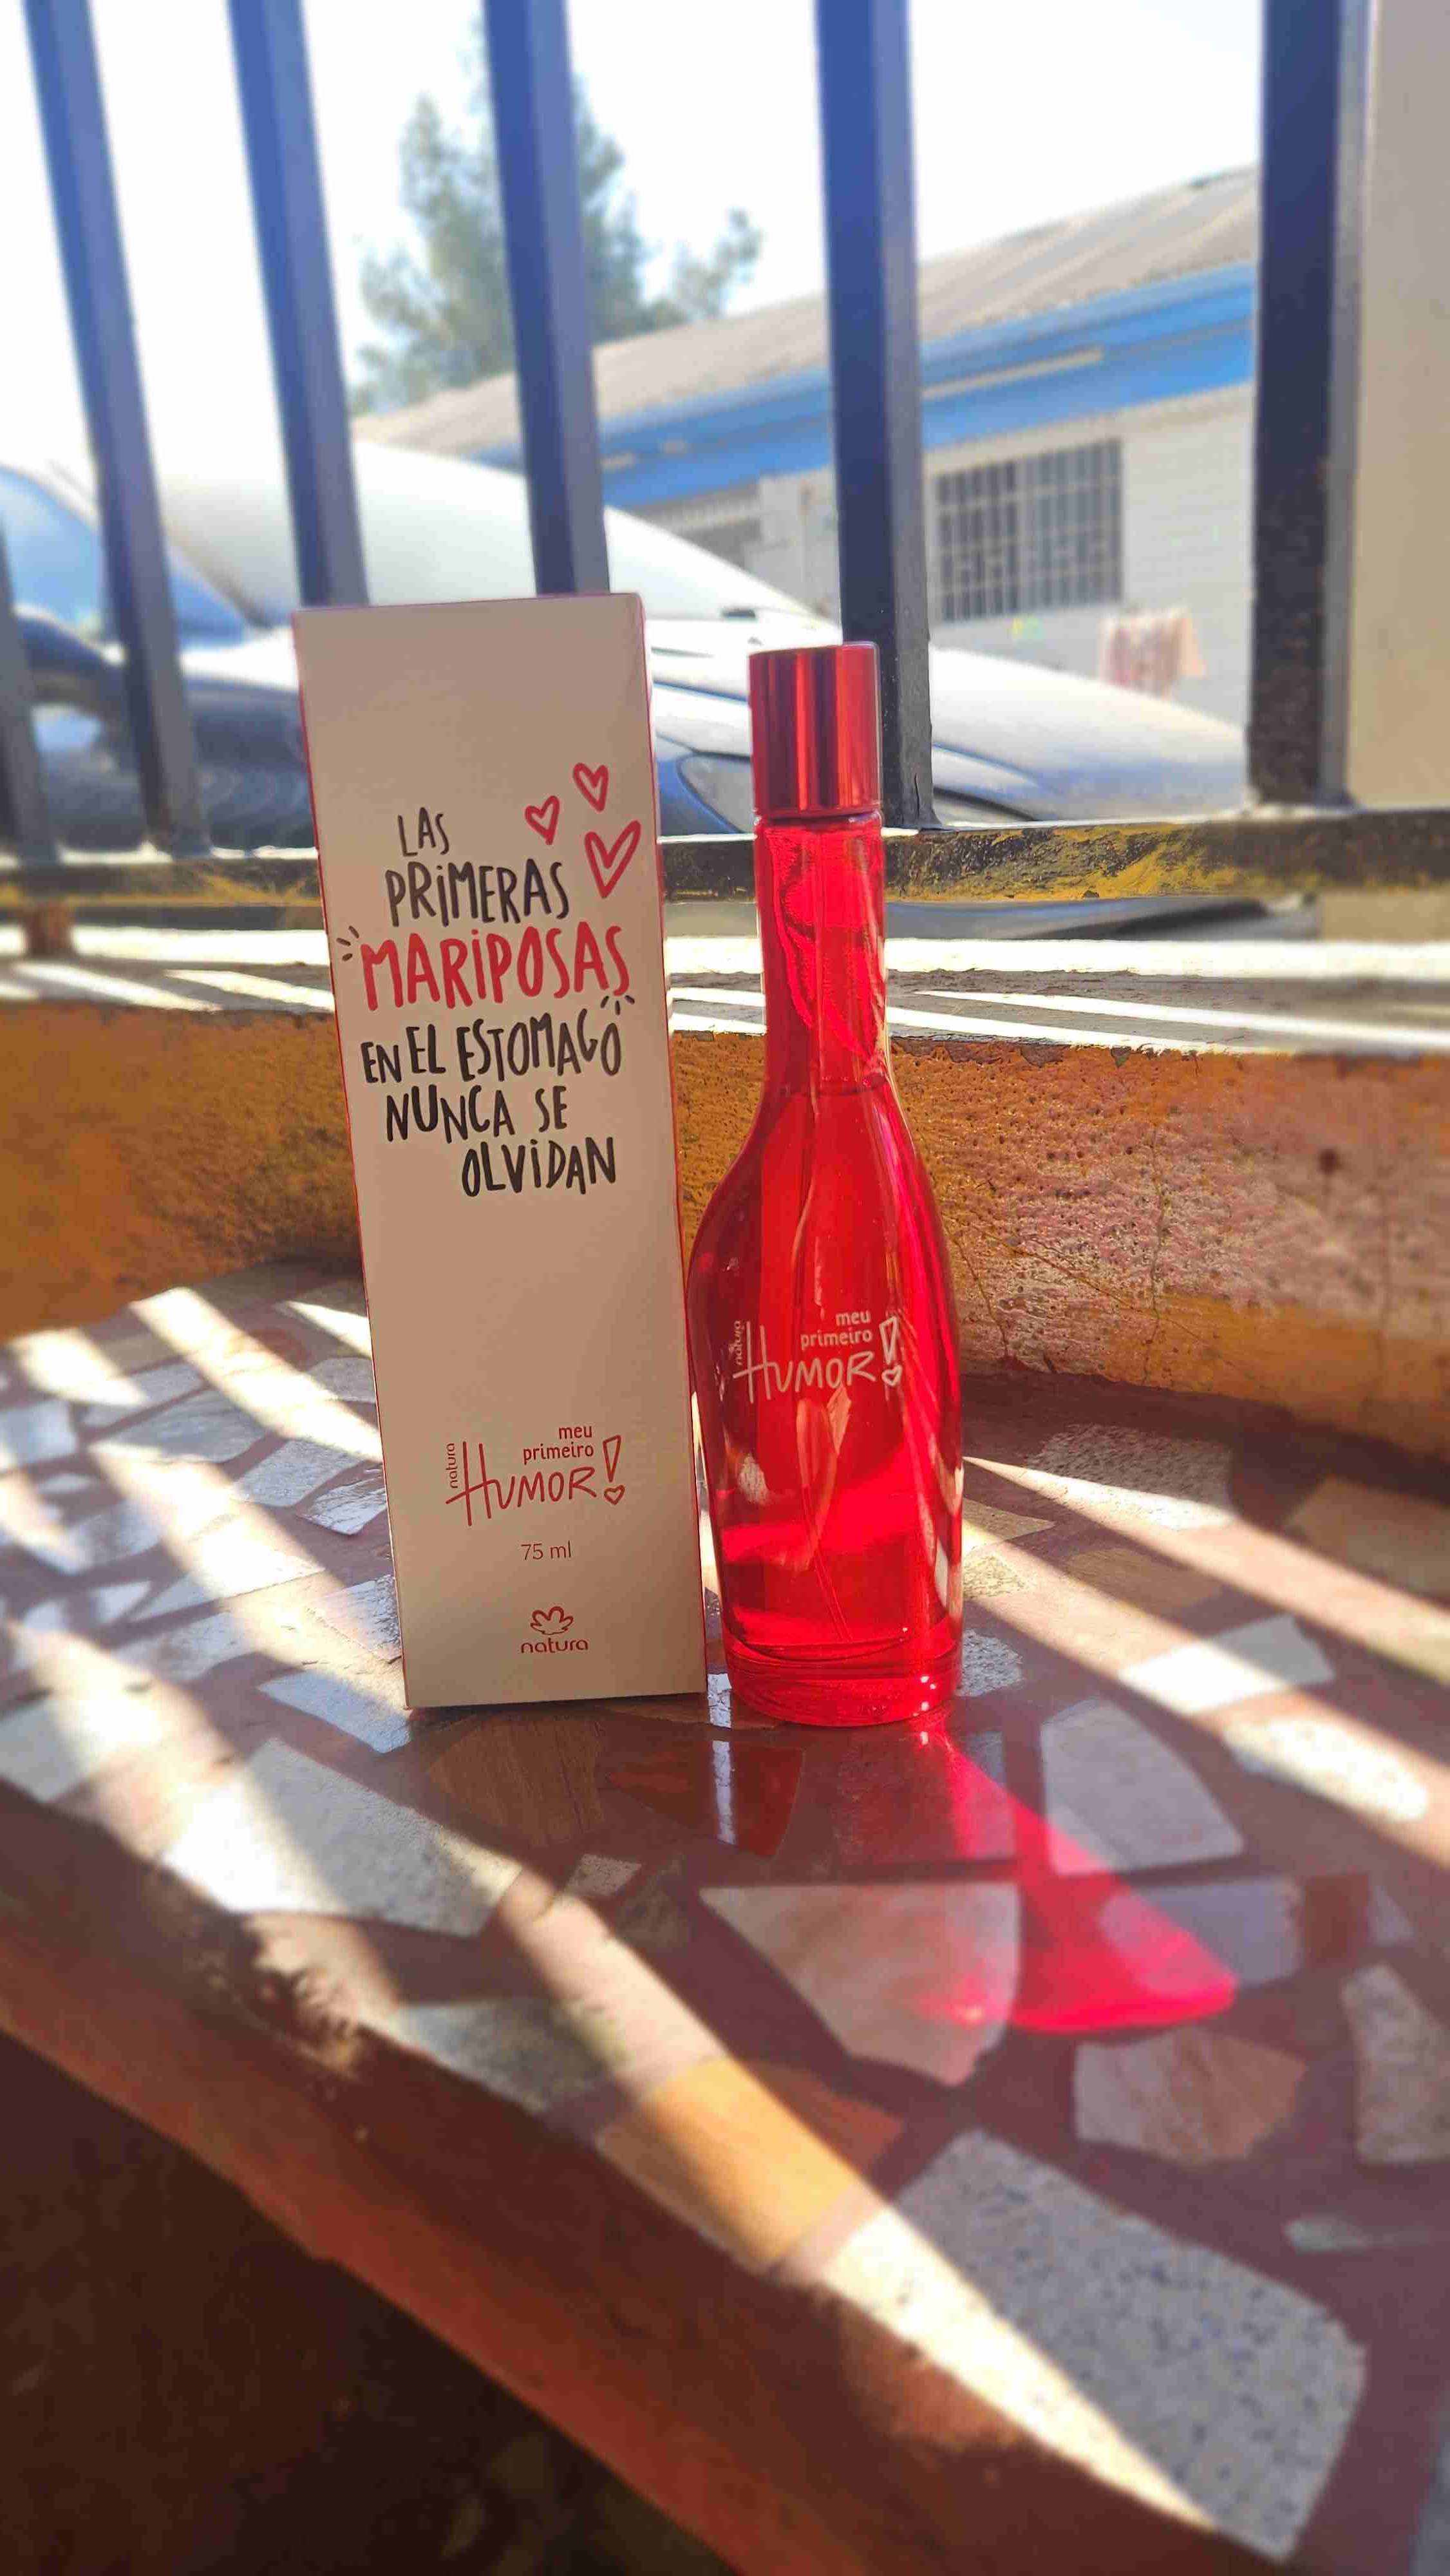 LAS
PRiMERAS
MARiPOSAS
EN EL ESTOMAGO
NUNCA SE
OLViDAN
meu
primeiro
natura
HUMOR!
75 ml
natura
meu
primeiro
natura
HUMOR!